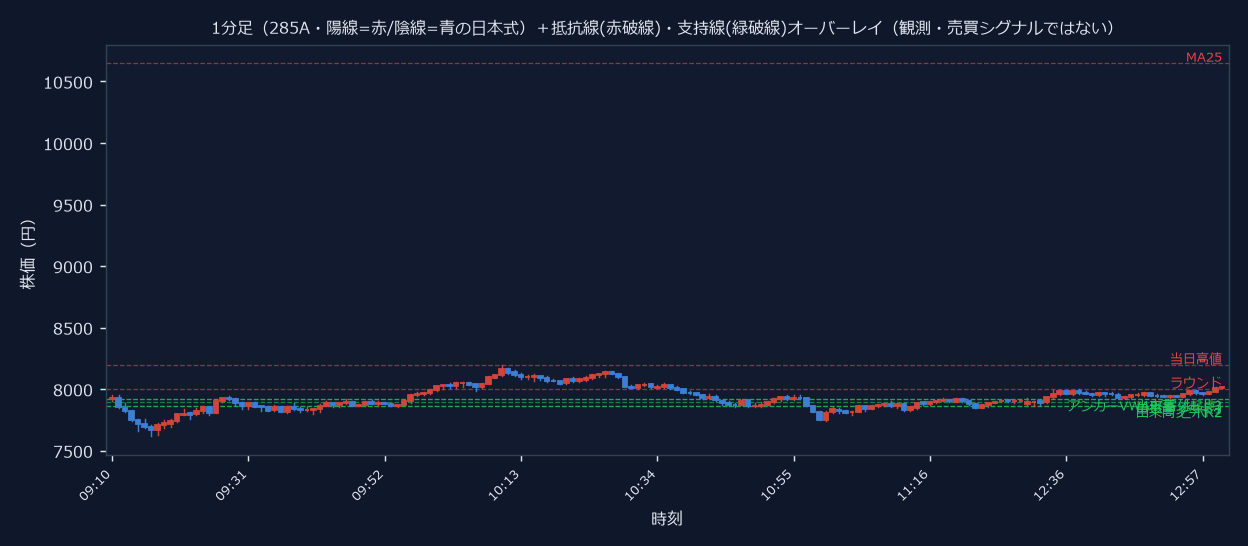 1分足（285A・陽線=赤/陰線=青の日本式）＋抵抗線(赤破線)・支持線(緑破線)オーバーレイ（観測・売買シグナルではない）
MA25
10500
10000
9500
9000
8500
当日高値
8000
ラウンド
7500
株価（円）
09:10
09:31
09:52
10:13
10:34
10:55
11:16
12:36
12:57
時刻